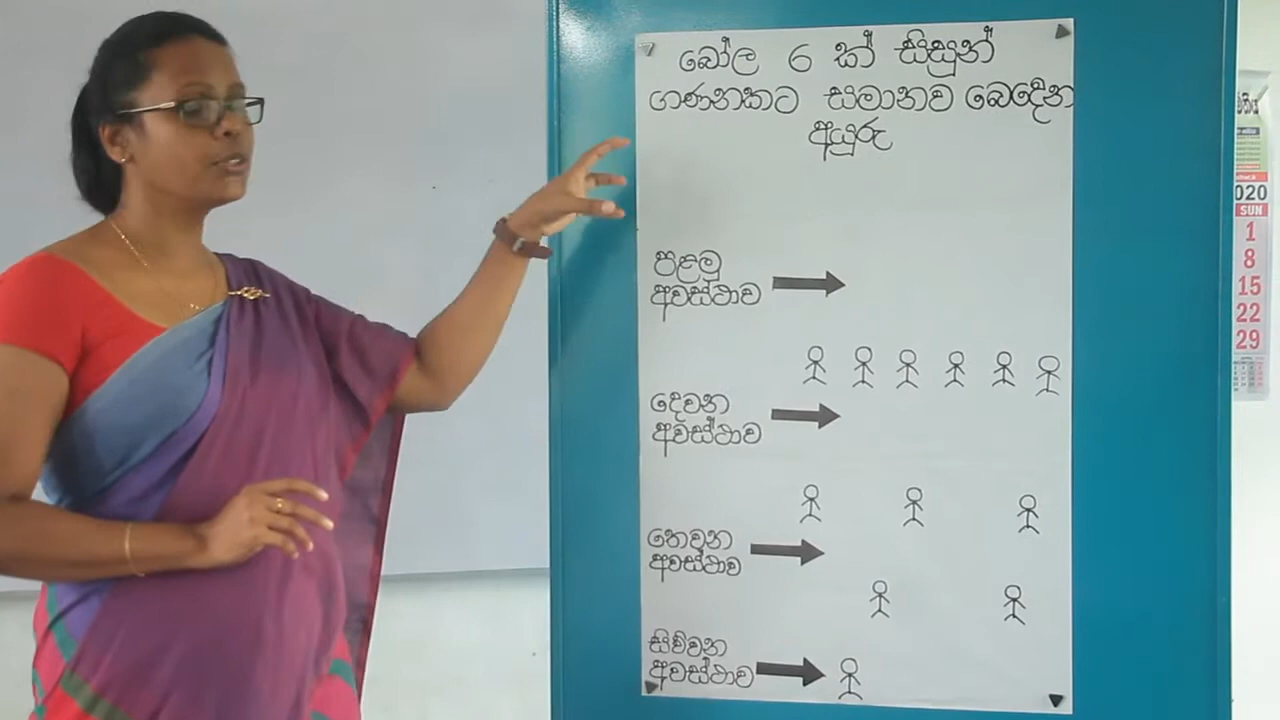 බෝල 6 ක් සිසුන්
ගණනකට සමානව බෙදෙන
අයුරු
පළමු
අවස්ථාව
දෙවන
අවස්ථාව
තෙවන
අවස්ථාව
සිව්වන
අවස්ථාව
020
SUN
1
8
15
22
29